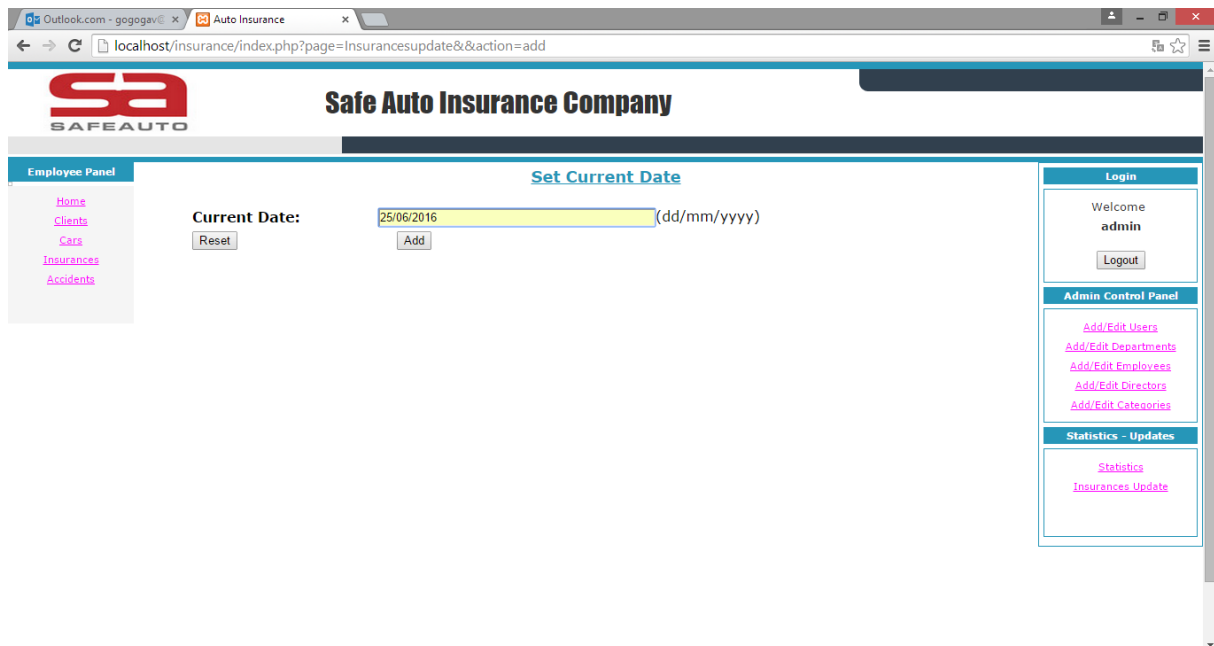 Outlook.com - gogogav@
Auto Insurance
localhost/insurance/index.php?page=Insurancesupdate&&action=add
SAFEAUTO
Safe Auto Insurance Company
Employee Panel
Home
Clients
Cars
Insurances
Accidents
Set Current Date
Current Date:
25/06/2016
(dd/mm/yyyy)
Reset
Add
Login
Welcome
admin
Logout
Admin Control Panel
Add/Edit Users
Add/Edit Departments
Add/Edit Employees
Add/Edit Directors
Add/Edit Categories
Statistics - Updates
Statistics
Insurances Update